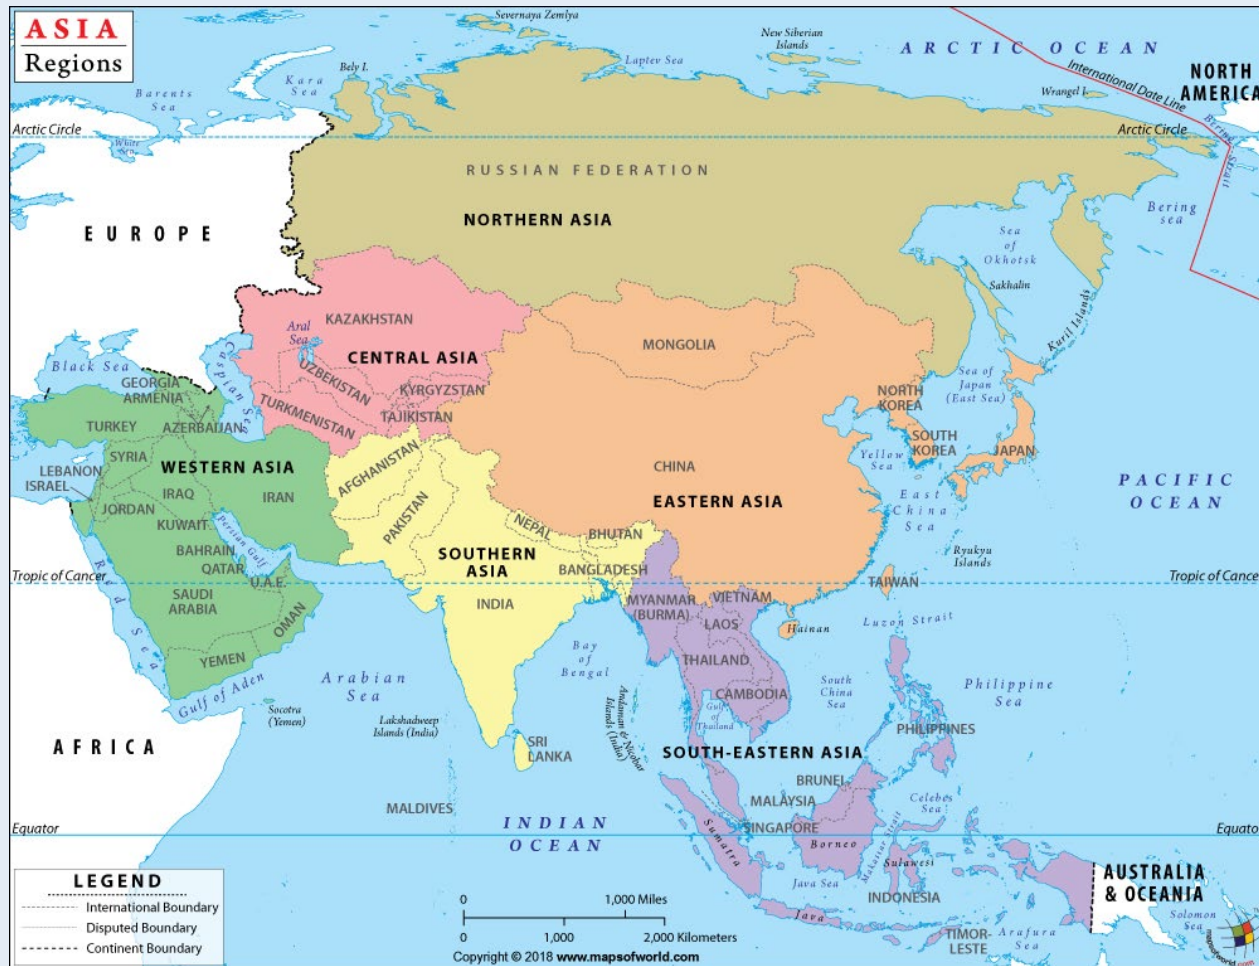 ASIA
Regions
Severnaya Zemlya
New Siberian
Islands
ARCTIC OCEAN
Laptev Sea
Bely I.
Kara
Sea
Barents
Sea
International Date Line
NORTH
AMERICA
Wrangel I.
Arctic Circle
White
Sea
Arctic Circle
Bering Strait
RUSSIAN FEDERATION
NORTHERN ASIA
EUROPE
Bering
sea
Sea
of
Okhotsk
Sakhalin
Kuril Islands
KAZAKHSTAN
Aral
Sea
CENTRAL ASIA
MONGOLIA
Black Sea
Caspian Sea
UZBEKISTAN
KYRGYZSTAN
TURKMENISTAN
TAJIKISTAN
GEORGIA
ARMENIA
AZERBAIJAN
TURKEY
NORTH
KOREA
Sea of
Japan
(East Sea)
SOUTH
KOREA
JAPAN
Yellow
Sea
SYRIA
WESTERN ASIA
LEBANON
ISRAEL
IRAQ
IRAN
JORDAN
KUWAIT
AFGHANISTAN
PAKISTAN
CHINA
EASTERN ASIA
PACIFIC
OCEAN
East
China
Sea
Persian Gulf
BAHRAIN
QATAR
U.A.E.
NEPAL
BHUTAN
SOUTHERN
ASIA
BANGLADESH
Ryukyu
Islands
Tropic of Cancer
Tropic of Cancer
Red Sea
SAUDI
ARABIA
OMAN
YEMEN
INDIA
MYANMAR
(BURMA)
VIETNAM
LAOS
TAIWAN
Hainan
Luzon Strait
Bay
of
Bengal
THAILAND
CAMBODIA
Gulf
of
Thailand
South
China
Sea
Philippine
Sea
Gulf of Aden
Arabian
Sea
Socotra
(Yemen)
Lakshadweep
Islands (India)
Andaman & Nicobar
Islands (India)
AFRICA
SRI
LANKA
SOUTH-EASTERN ASIA
PHILIPPINES
BRUNEI
MALDIVES
MALAYSIA
Celebes
Sea
Equator
INDIAN
OCEAN
SINGAPORE
Equator
Sumatra
Borneo
Makassar Strait
Sulawesi
Java Sea
INDONESIA
Java
AUSTRALIA
& OCEANIA
Solomon
Sea
TIMOR-
LESTE
Arafura
Sea
LEGEND
International Boundary
Disputed Boundary
Continent Boundary
0 1,000 Miles
0 1,000 2,000 Kilometers
Copyright © 2018 www.mapsofworld.com
mapsofworld.com